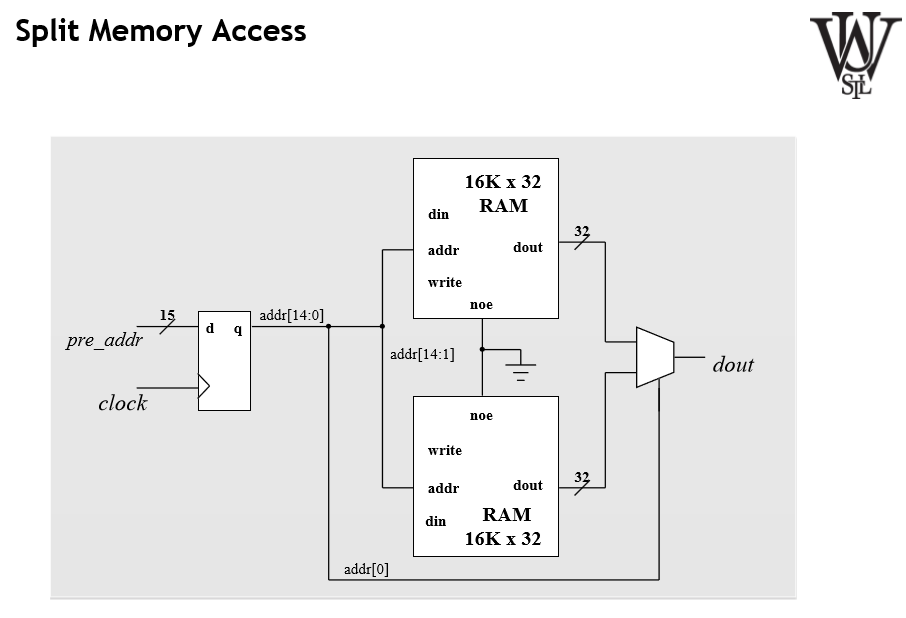 Split Memory Access
WU
SIL
16K x 32
RAM
din
addr
dout
32
write
noe
15
d q
addr[14:0]
pre_addr
clock
addr[14:1]
dout
noe
write
addr
dout
32
din
RAM
16K x 32
addr[0]